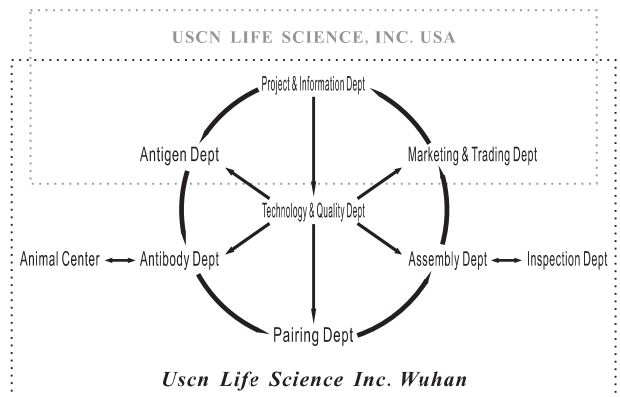 USCN LIFE SCIENCE, INC. USA
Project & Information Dept
Antigen Dept
Marketing & Trading Dept
Technology & Quality Dept
Animal Center
Antibody Dept
Assembly Dept
Inspection Dept
Pairing Dept
Uscn Life Science Inc. Wuhan